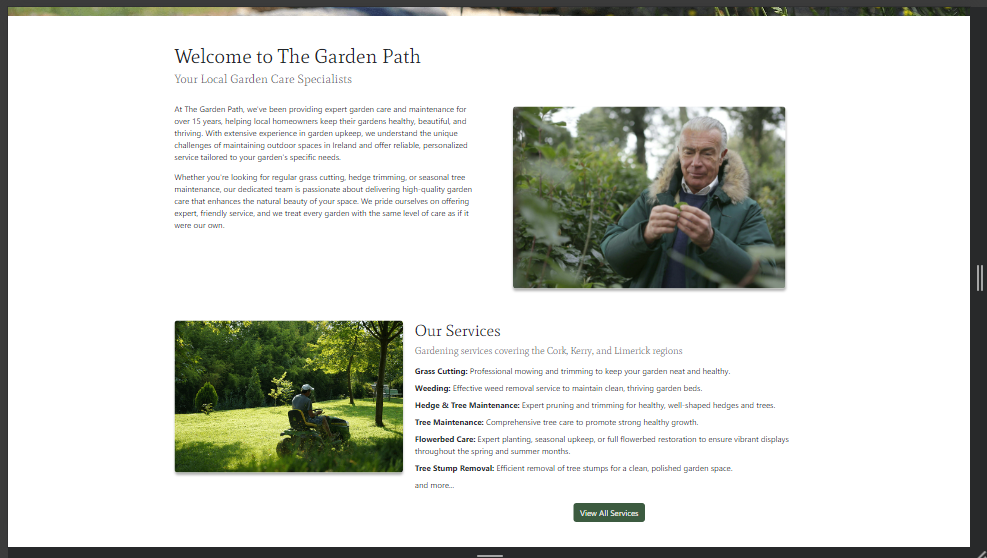 Welcome to The Garden Path
Your Local Garden Care Specialists
At The Garden Path, we've been providing expert garden care and maintenance for
over 15 years, helping local homeowners keep their gardens healthy, beautiful, and
thriving. With extensive experience in garden upkeep, we understand the unique
challenges of maintaining outdoor spaces in Ireland and offer reliable, personalized
service tailored to your garden's specific needs.
Whether you're looking for regular grass cutting, hedge trimming, or seasonal tree
maintenance, our dedicated team is passionate about delivering high-quality garden
care that enhances the natural beauty of your space. We pride ourselves on offering
expert, friendly service, and we treat every garden with the same level of care as if it
were our own.
Our Services
Gardening services covering the Cork, Kerry, and Limerick regions
Grass Cutting: Professional mowing and trimming to keep your garden neat and healthy.
Weeding: Effective weed removal service to maintain clean, thriving garden beds.
Hedge & Tree Maintenance: Expert pruning and trimming for healthy, well-shaped hedges and trees.
Tree Maintenance: Comprehensive tree care to promote strong healthy growth.
Flowerbed Care: Expert planting, seasonal upkeep, or full flowerbed restoration to ensure vibrant displays
throughout the spring and summer months.
Tree Stump Removal: Efficient removal of tree stumps for a clean, polished garden space.
and more...
View All Services